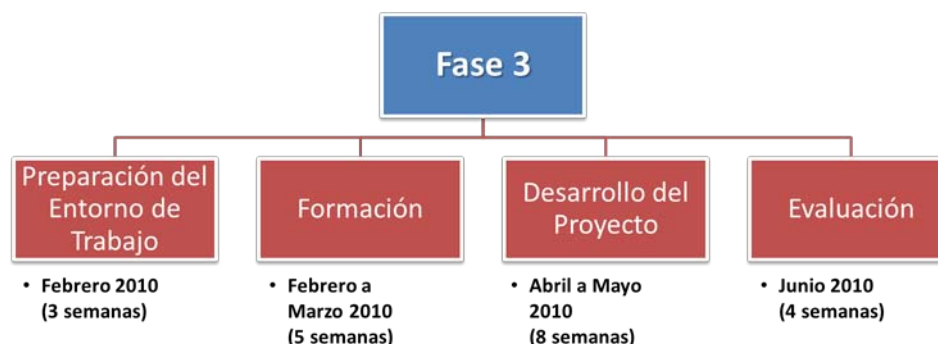 Fase 3
Preparación del
Entorno de
Trabajo
Formación
Desarrollo del
Proyecto
Evaluación
• Febrero 2010
(3 semanas)
• Febrero a
Marzo 2010
(5 semanas)
• Abril a Mayo
2010
(8 semanas)
• Junio 2010
(4 semanas)